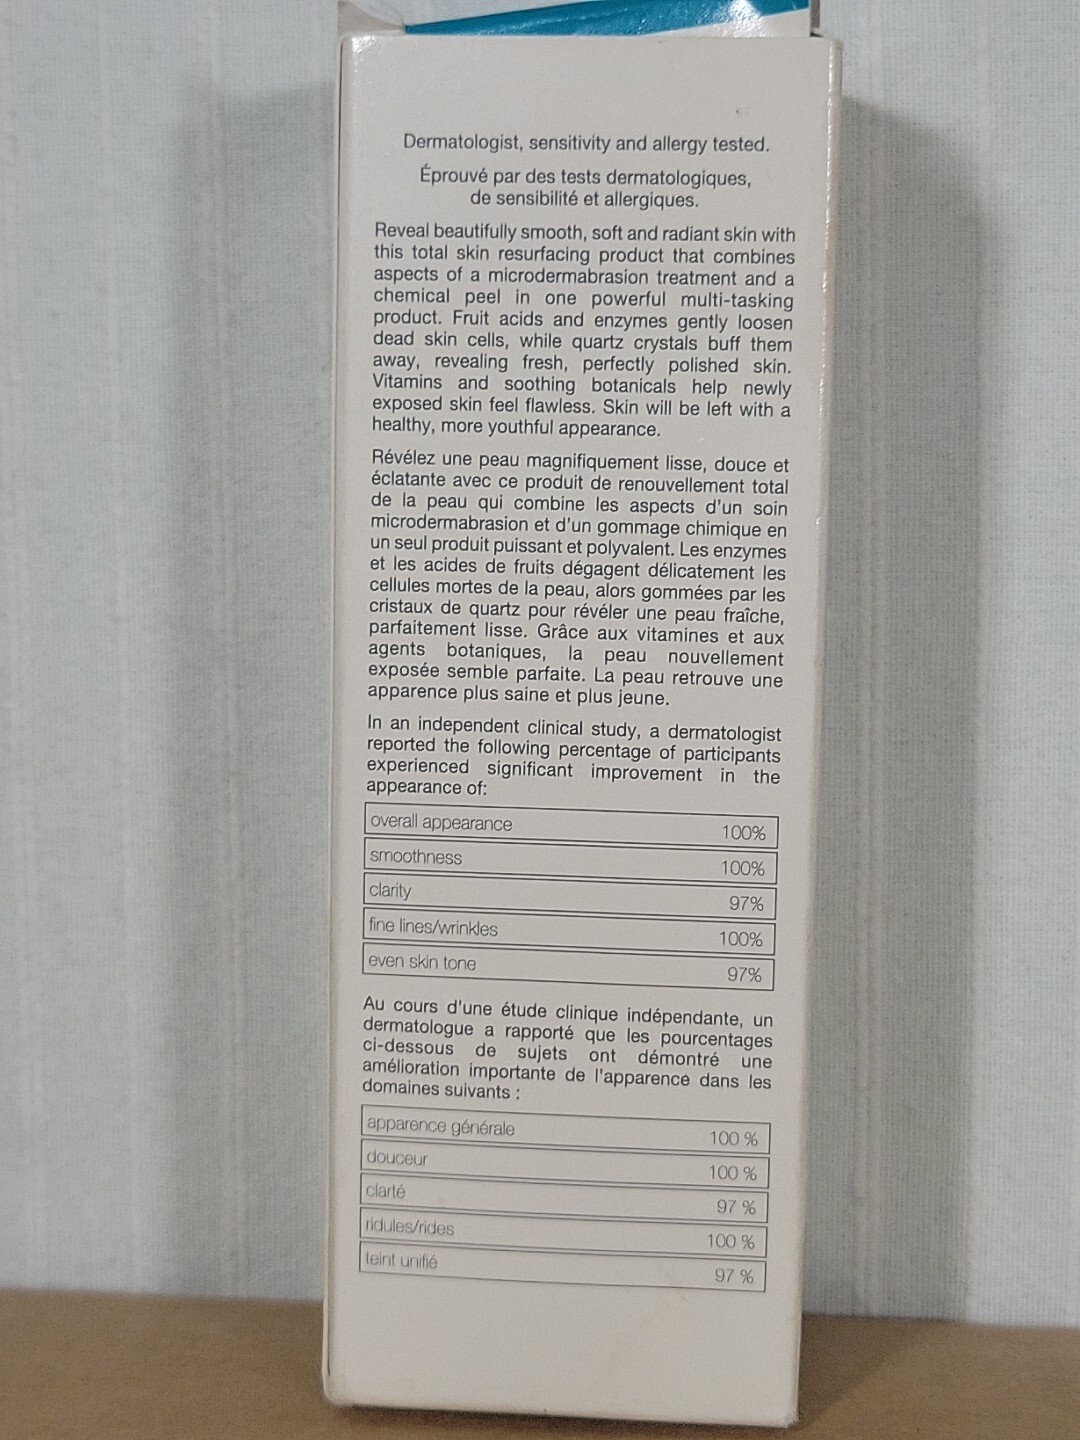 Dermatologist, sensitivity and allergy tested.
Éprouvé par des tests dermatologiques,
de sensibilité et allergiques.
Reveal beautifully smooth, soft and radiant skin with
this total skin resurfacing product that combines
aspects of a microdermabrasion treatment and a
chemical peel in one powerful multi-tasking
product. Fruit acids and enzymes gently loosen
dead skin cells, while quartz crystals buff them
away, revealing fresh, perfectly polished skin.
Vitamins and soothing botanicals help newly
exposed skin feel flawless. Skin will be left with a
healthy, more youthful appearance.
Révélez une peau magnifiquement lisse, douce et
éclatante avec ce produit de renouvellement total
de la peau qui combine les aspects d'un soin
microdermabrasion et d'un gommage chimique en
un seul produit puissant et polyvalent. Les enzymes
et les acides de fruits dégagent délicatement les
cellules mortes de la peau, alors gommées par les
cristaux de quartz pour révéler une peau fraîche,
parfaitement lisse. Grâce aux vitamines et aux
agents botaniques, la peau nouvellement
exposée semble parfaite. La peau retrouve une
apparence plus saine et plus jeune.
In an independent clinical study, a dermatologist
reported the following percentage of participants
experienced significant improvement in the
appearance of:
overall appearance 100%
smoothness 100%
clarity 97%
fine lines/wrinkles 100%
even skin tone 97%
Au cours d'une étude clinique indépendante, un
dermatologue a rapporté que les pourcentages
ci-dessous de sujets ont démontré une
amélioration importante de l'apparence dans les
domaines suivants :
apparence générale 100 %
douceur 100 %
clarté 97 %
ridules/rides 100 %
teint unifié 97 %